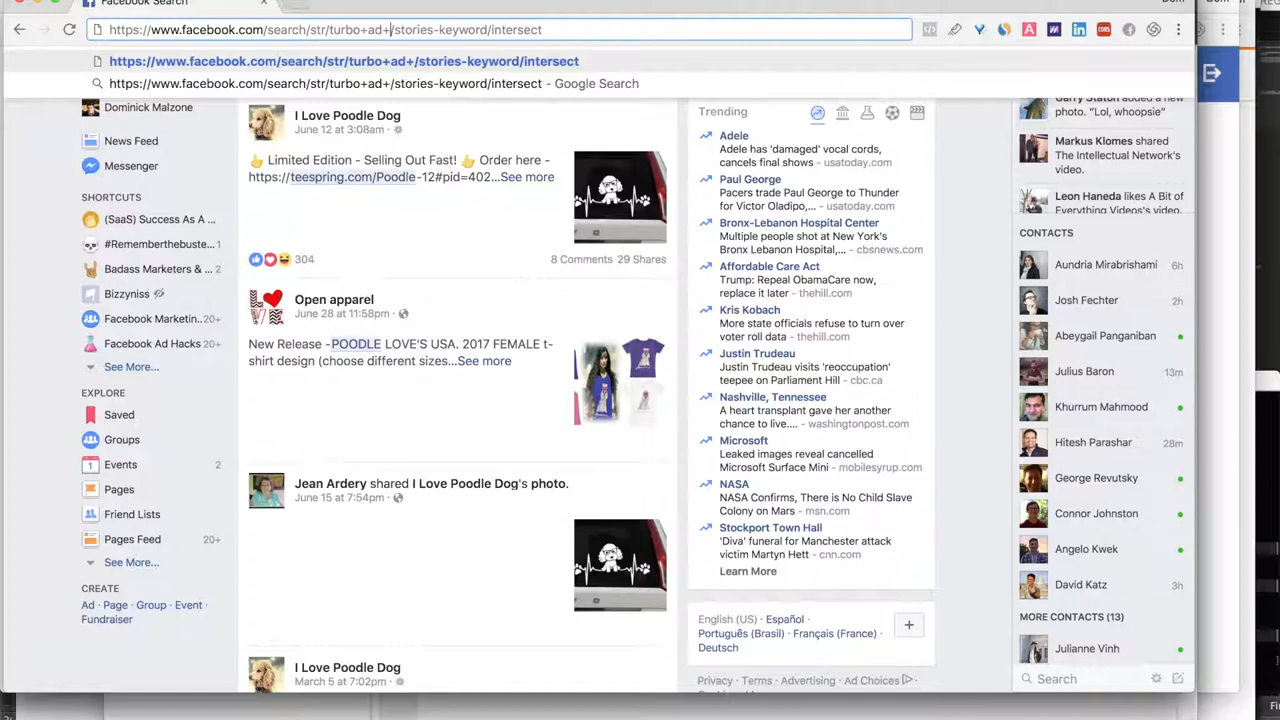 Facebook Search
https://www.facebook.com/search/str/turbo+ad+/stories-keyword/intersect
https://www.facebook.com/search/str/turbo+ad+/stories-keyword/intersect
https://www.facebook.com/search/str/turbo+ad+/stories-keyword/intersect - Google Search
Dominick Malzone
News Feed
Messenger
SHORTCUTS
(SaaS) Success As A ...
#Rememberthebuste... 1
Badass Marketers & ... 2
Bizzyniss
Facebook Marketin... 20+
Facebook Ad Hacks 20+
See More...
EXPLORE
Saved
Groups
Events 2
Pages
Friend Lists
Pages Feed 20+
See More...
CREATE
Ad · Page · Group · Event ·
Fundraiser
I Love Poodle Dog
June 12 at 3:08am ·
Limited Edition - Selling Out Fast! Order here -
https://teespring.com/Poodle-12#pid=402...See more
304
8 Comments 29 Shares
Open apparel
June 28 at 11:58pm ·
New Release -POODLE LOVE'S USA. 2017 FEMALE t-
shirt design (choose different sizes...See more
Jean Ardery shared I Love Poodle Dog's photo.
June 15 at 7:54pm ·
I Love Poodle Dog
March 5 at 7:02pm ·
Trending
Adele
Adele has 'damaged' vocal cords,
cancels final shows - usatoday.com
Paul George
Pacers trade Paul George to Thunder
for Victor Oladipo,... - usatoday.com
Bronx-Lebanon Hospital Center
Multiple people shot at New York's
Bronx Lebanon Hospital,... - cbsnews.com
Affordable Care Act
Trump: Repeal ObamaCare now,
replace it later - thehill.com
Kris Kobach
More state officials refuse to turn over
voter roll data - thehill.com
Justin Trudeau
Justin Trudeau visits 'reoccupation'
teepee on Parliament Hill - cbc.ca
Nashville, Tennessee
A heart transplant gave her another
chance to live.... - washingtonpost.com
Microsoft
Leaked images reveal cancelled
Microsoft Surface Mini - mobilesyrup.com
NASA
NASA Confirms, There is No Child Slave
Colony on Mars - msn.com
Stockport Town Hall
'Diva' funeral for Manchester attack
victim Martyn Hett - cnn.com
Learn More
English (US) · Español ·
Português (Brasil) · Français (France) ·
Deutsch
Privacy · Terms · Advertising · Ad Choices ·
Garry Staton added a new
photo. "Lol, whoopsie"
Markus Klomes shared
The Intellectual Network's
video.
Leon Haneda likes A Bit of
Everything Videos's video.
CONTACTS
Aundria Mirabrishami 6h
Josh Fechter 2h
Abeygail Panganiban
Julius Baron 13m
Khurrum Mahmood
Hitesh Parashar 28m
George Revutsky
Connor Johnston
Angelo Kwek
David Katz 3h
MORE CONTACTS (13)
Julianne Vinh
Search